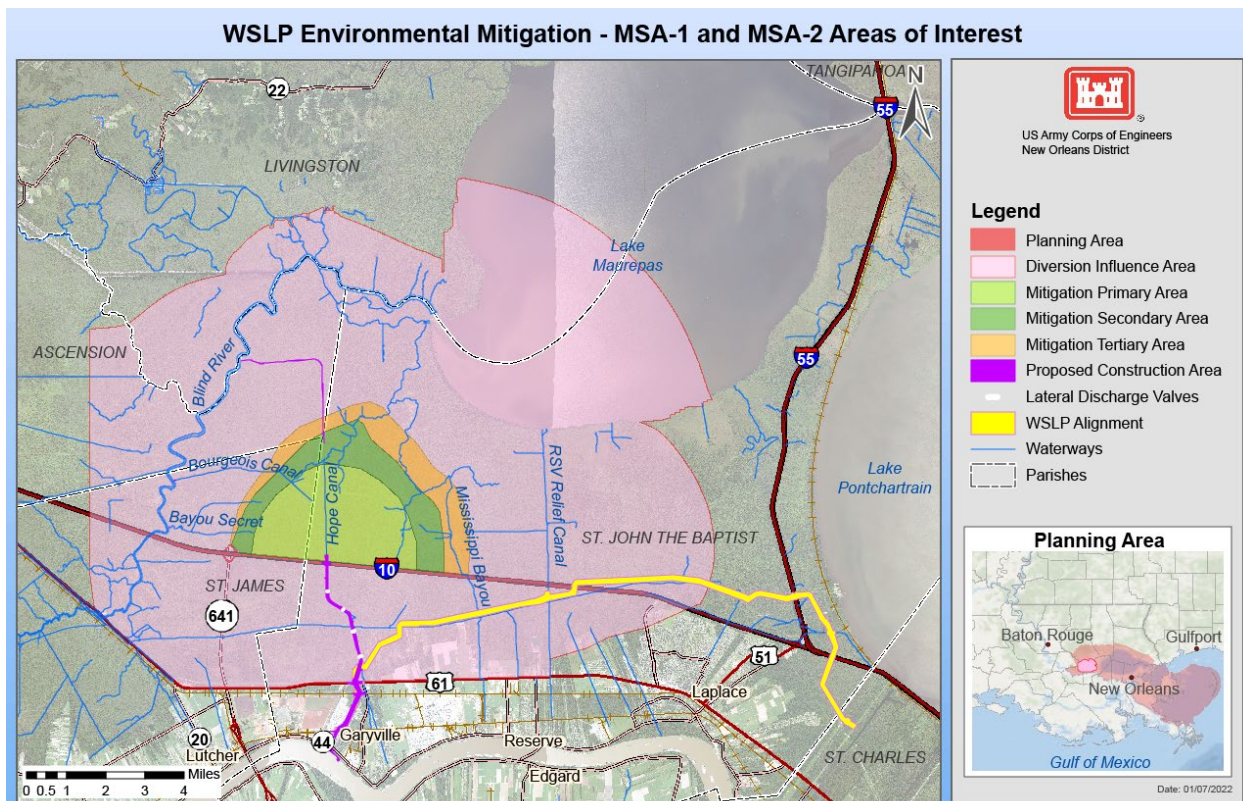 WSLP Environmental Mitigation - MSA-1 and MSA-2 Areas of Interest
TANGIPAHOA
N
22
55
LIVINGSTON
Lake
Maurepas
ASCENSION
Blind River
55
Bourgeois Canal
Hope Canal
Mississippi Bayou
RSV Relief Canal
Lake
Pontchartrain
Bayou Secret
ST. JOHN THE BAPTIST
10
ST. JAMES
641
51
61
Laplace
20
Lutcher
44
Garyville
Reserve
Edgard
ST. CHARLES
Miles
0 0.5 1 2 3 4
US Army Corps of Engineers
New Orleans District
Legend
Planning Area
Diversion Influence Area
Mitigation Primary Area
Mitigation Secondary Area
Mitigation Tertiary Area
Proposed Construction Area
Lateral Discharge Valves
WSLP Alignment
Waterways
Parishes
Planning Area
Baton Rouge
Gulfport
New Orleans
Gulf of Mexico
Date: 01/07/2022